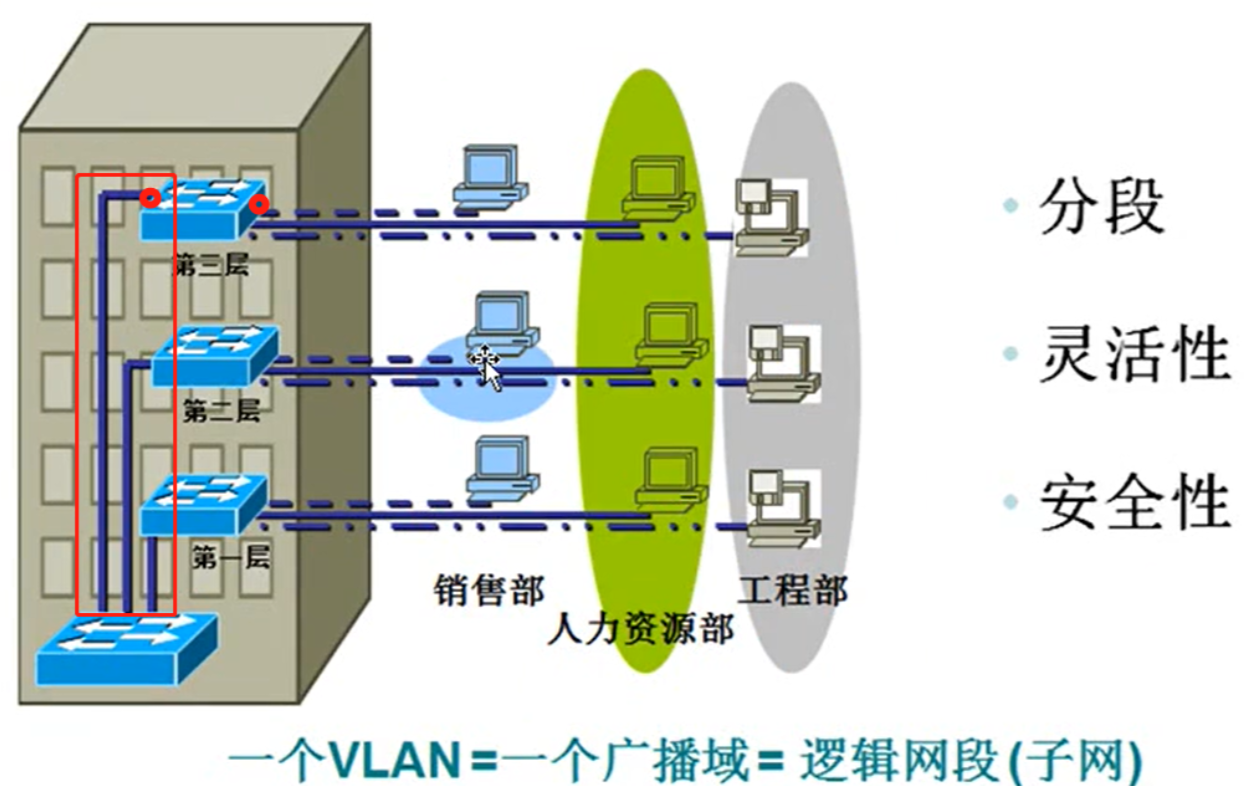 分段
第三层
灵活性
第二层
安全性
第一层
销售部
工程部
人力资源部
一个VLAN=一个广播域=逻辑网段(子网)